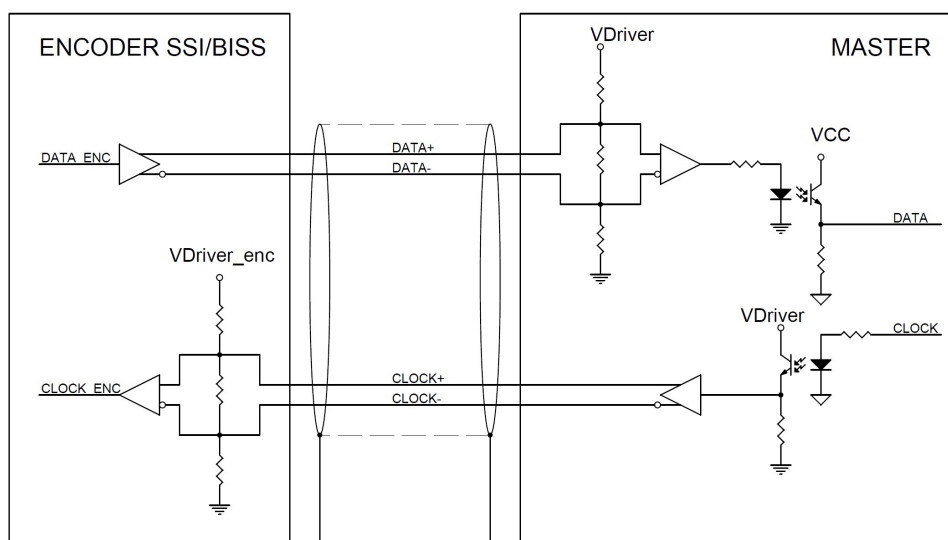 ENCODER SSI/BISS
VDriver
MASTER
VCC
DATA_ENC
DATA+
DATA-
DATA
VDriver_enc
VDriver
CLOCK
CLOCK_ENC
CLOCK+
CLOCK-